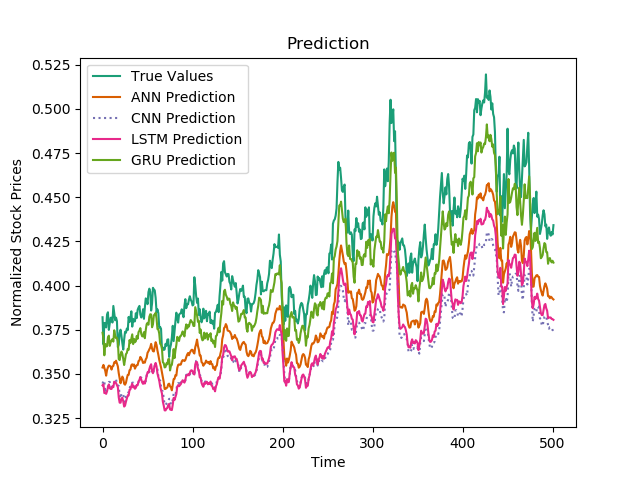 Prediction
0.525
0.500
0.475
0.450
0.425
0.400
0.375
0.350
0.325
Normalized Stock Prices
True Values
ANN Prediction
CNN Prediction
LSTM Prediction
GRU Prediction
0 100 200 300 400 500
Time